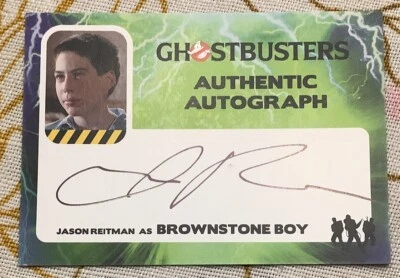 GHOSTBUSTERS
AUTHENTIC
AUTOGRAPH
JASON REITMAN AS BROWNSTONE BOY